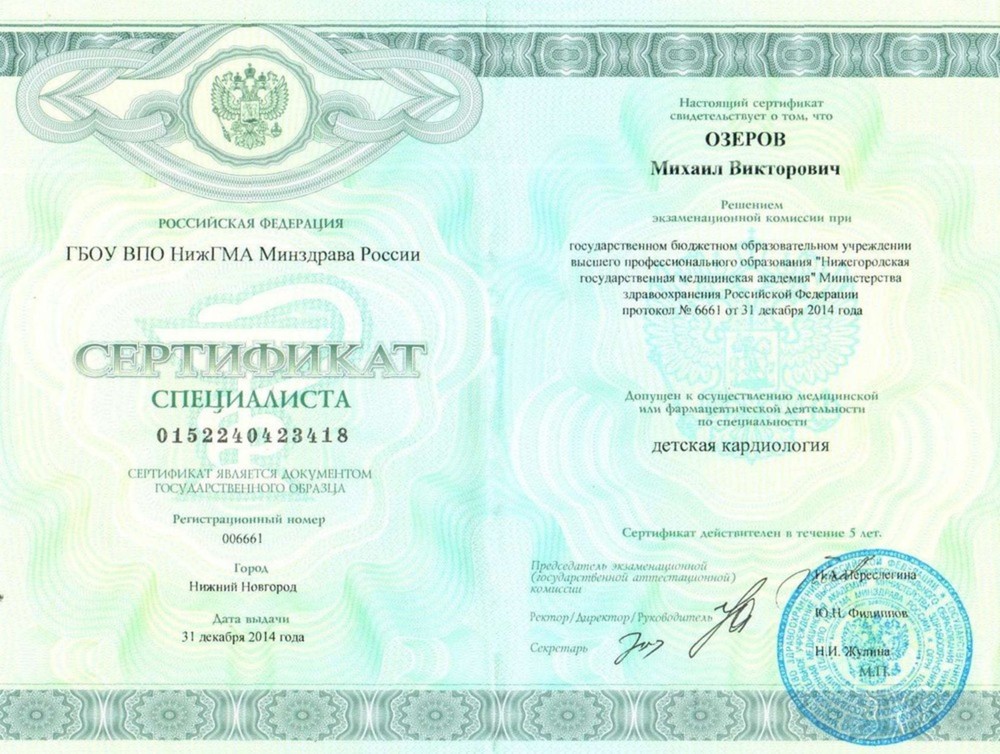 РОССИЙСКАЯ ФЕДЕРАЦИЯ
ГБОУ ВПО НижГМА Минздрава России
СЕРТИФИКАТ
СПЕЦИАЛИСТА
0152240423418
СЕРТИФИКАТ ЯВЛЯЕТСЯ ДОКУМЕНТОМ
ГОСУДАРСТВЕННОГО ОБРАЗЦА
Регистрационный номер
006661
Город
Нижний Новгород
Дата выдачи
31 декабря 2014 года
Настоящий сертификат
свидетельствует о том, что
ОЗЕРОВ
Михаил Викторович
Решением
экзаменационной комиссии при
государственном бюджетном образовательном учреждении
высшего профессионального образования "Нижегородская
государственная медицинская академия" Министерства
здравоохранения Российской Федерации
протокол № 6661 от 31 декабря 2014 года
Допущен к осуществлению медицинской
или фармацевтической деятельности
по специальности
детская кардиология
Сертификат действителен в течение 5 лет.
Председатель экзаменационной
(государственной аттестационной)
комиссии
Н.А. Переслегина
Ректор/Директор/Руководитель
Ю.Н. Филиппов
Секретарь
Н.И. Жулина
М.П.